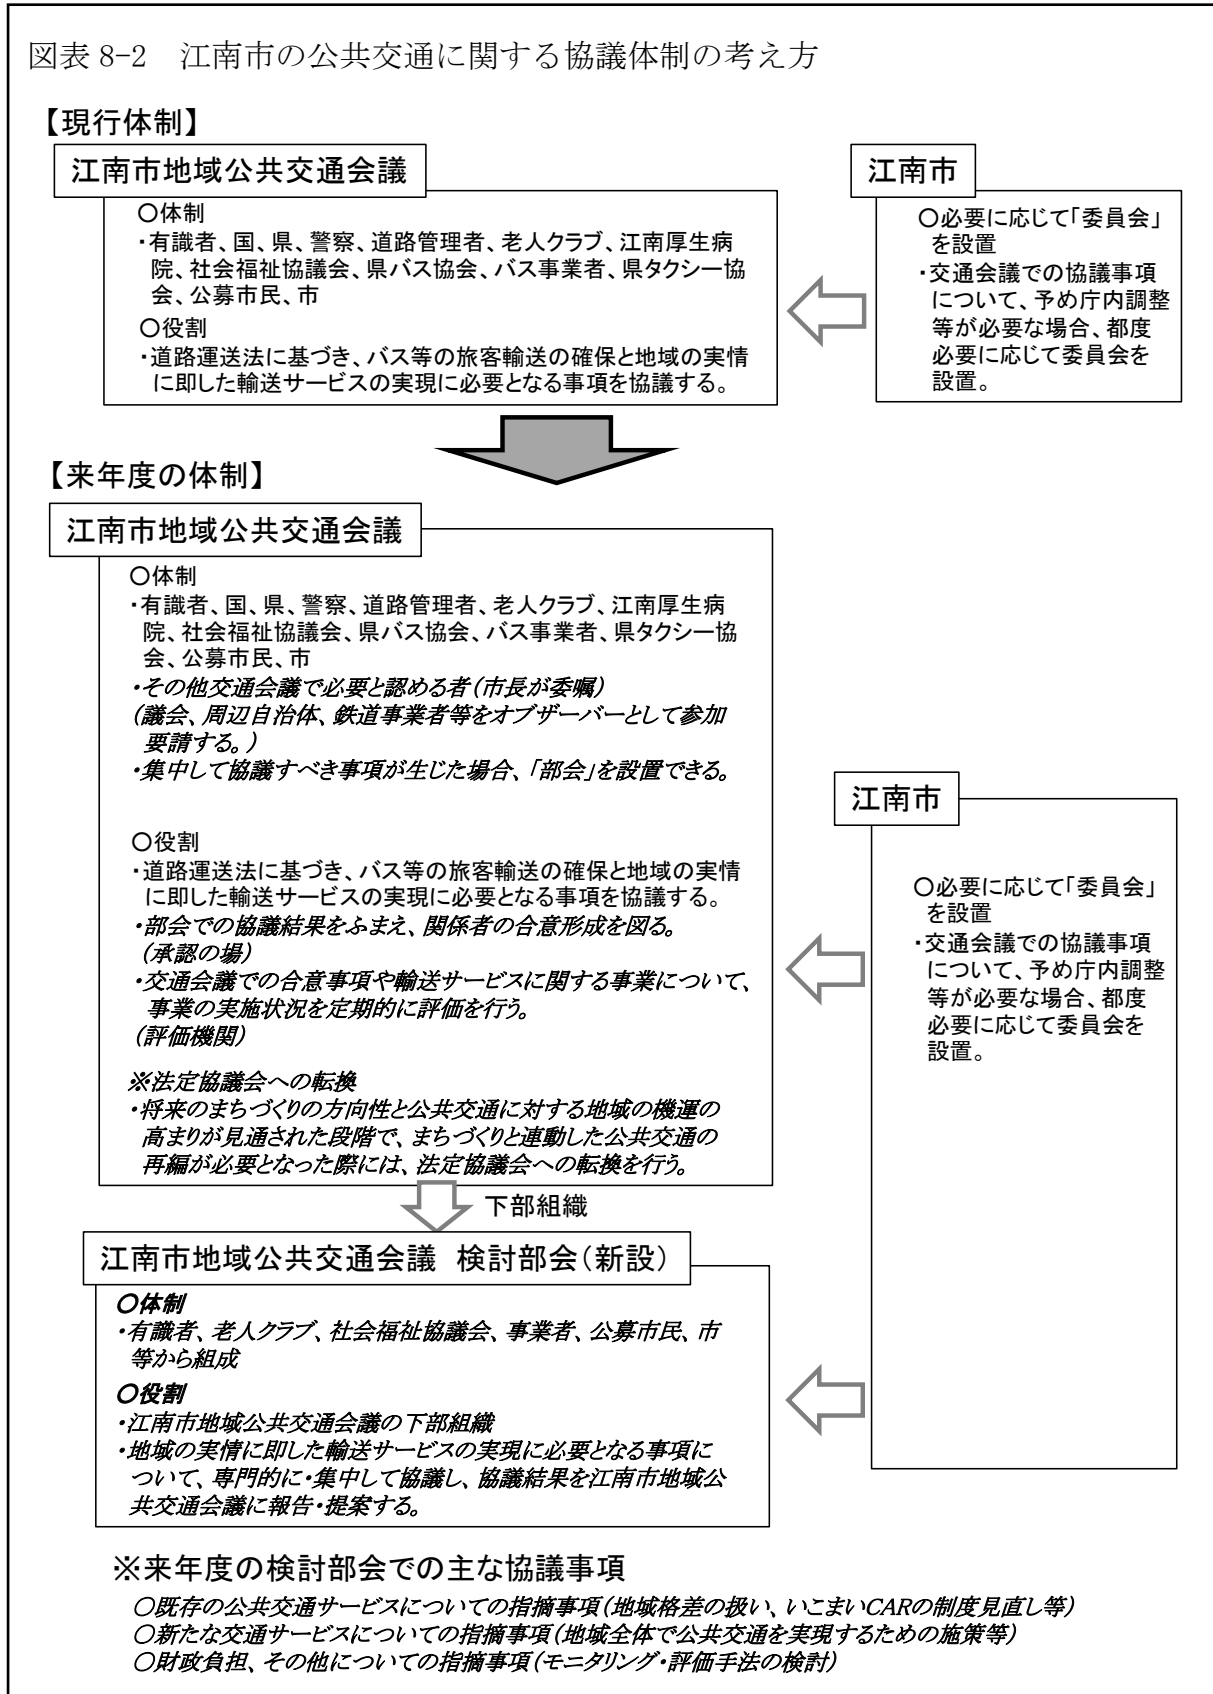 図表 8-2　江南市の公共交通に関する協議体制の考え方
【現行体制】
江南市地域公共交通会議
○体制
・有識者、国、県、警察、道路管理者、老人クラブ、江南厚生病
院、社会福祉協議会、県バス協会、バス事業者、県タクシー協
会、公募市民、市
○役割
・道路運送法に基づき、バス等の旅客輸送の確保と地域の実情
に即した輸送サービスの実現に必要となる事項を協議する。
江南市
○必要に応じて「委員会」
を設置
・交通会議での協議事項
について、予め庁内調整
等が必要な場合、都度
必要に応じて委員会を
設置。
【来年度の体制】
江南市地域公共交通会議
○体制
・有識者、国、県、警察、道路管理者、老人クラブ、江南厚生病
院、社会福祉協議会、県バス協会、バス事業者、県タクシー協
会、公募市民、市
・その他交通会議で必要と認める者（市長が委嘱）
（議会、周辺自治体、鉄道事業者等をオブザーバーとして参加
要請する。）
・集中して協議すべき事項が生じた場合、「部会」を設置できる。
○役割
・道路運送法に基づき、バス等の旅客輸送の確保と地域の実情
に即した輸送サービスの実現に必要となる事項を協議する。
・部会での協議結果をふまえ、関係者の合意形成を図る。
（承認の場）
・交通会議での合意事項や輸送サービスに関する事業について、
事業の実施状況を定期的に評価を行う。
（評価機関）
※法定協議会への転換
・将来のまちづくりの方向性と公共交通に対する地域の機運の
高まりが見通された段階で、まちづくりと連動した公共交通の
再編が必要となった際には、法定協議会への転換を行う。
江南市
○必要に応じて「委員会」
を設置
・交通会議での協議事項
について、予め庁内調整
等が必要な場合、都度
必要に応じて委員会を
設置。
下部組織
江南市地域公共交通会議　検討部会（新設）
○体制
・有識者、老人クラブ、社会福祉協議会、事業者、公募市民、市
等から組成
○役割
・江南市地域公共交通会議の下部組織
・地域の実情に即した輸送サービスの実現に必要となる事項に
ついて、専門的に・集中して協議し、協議結果を江南市地域公
共交通会議に報告・提案する。
※来年度の検討部会での主な協議事項
○既存の公共交通サービスについての指摘事項（地域格差の扱い、いこまいCARの制度見直し等）
○新たな交通サービスについての指摘事項（地域全体で公共交通を実現するための施策等）
○財政負担、その他についての指摘事項（モニタリング・評価手法の検討）